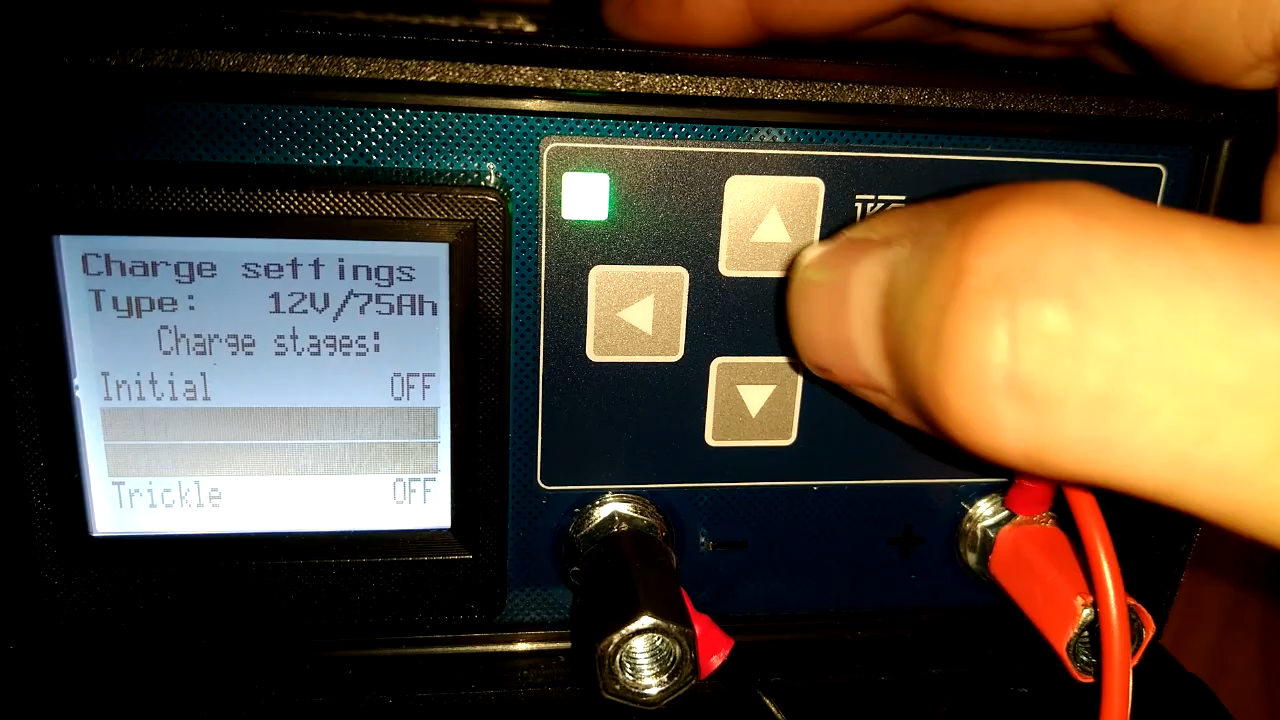 Charge settings
Type: 12V/75Ah
Charge stages:
Initial OFF
Trickle OFF
- +